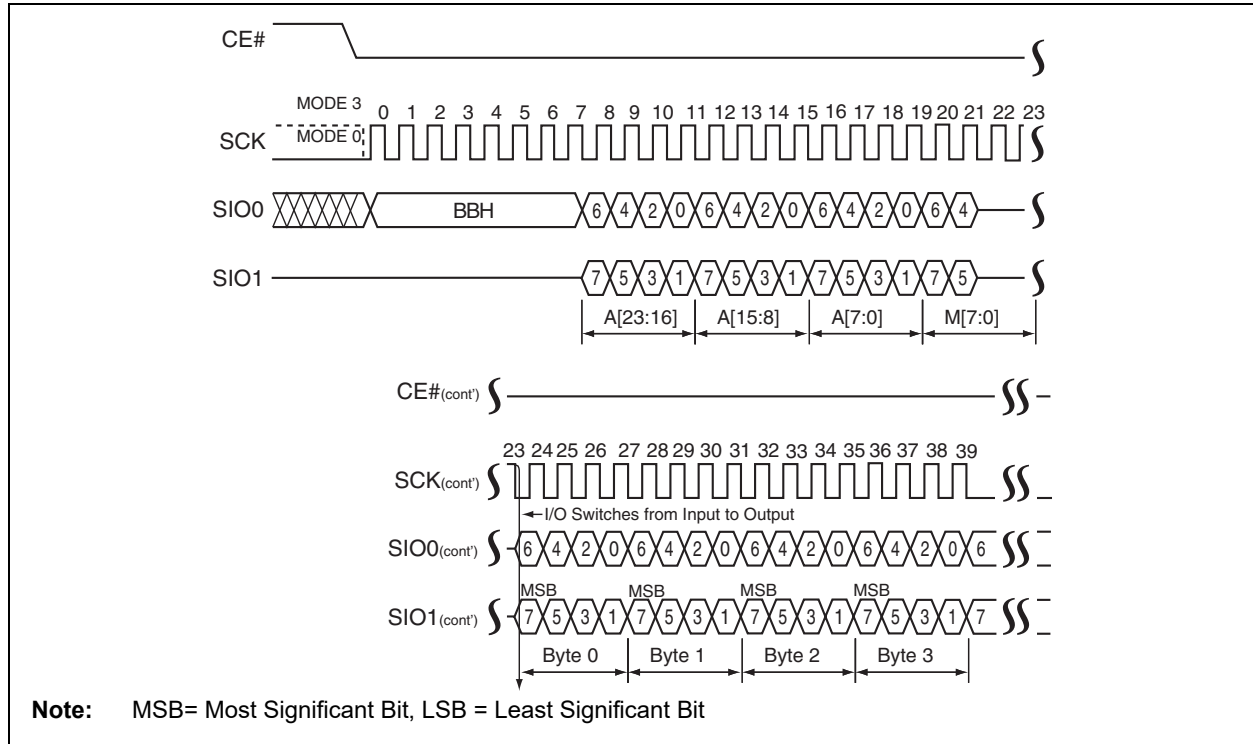 CE#
MODE 3
0 1 2 3 4 5 6 7 8 9 10 11 12 13 14 15 16 17 18 19 20 21 22 23
SCK
MODE 0
SIO0
BBH
6 4 2 0 6 4 2 0 6 4 2 0 6 4
SIO1
7 5 3 1 7 5 3 1 7 5 3 1 7 5
A[23:16] A[15:8] A[7:0] M[7:0]
CE#(cont')
23 24 25 26 27 28 29 30 31 32 33 34 35 36 37 38 39
SCK(cont')
I/O Switches from Input to Output
SIO0(cont')
6 4 2 0 6 4 2 0 6 4 2 0 6 4 2 0 6
MSB MSB MSB MSB
SIO1(cont')
7 5 3 1 7 5 3 1 7 5 3 1 7 5 3 1 7
Byte 0 Byte 1 Byte 2 Byte 3
Note: MSB= Most Significant Bit, LSB = Least Significant Bit